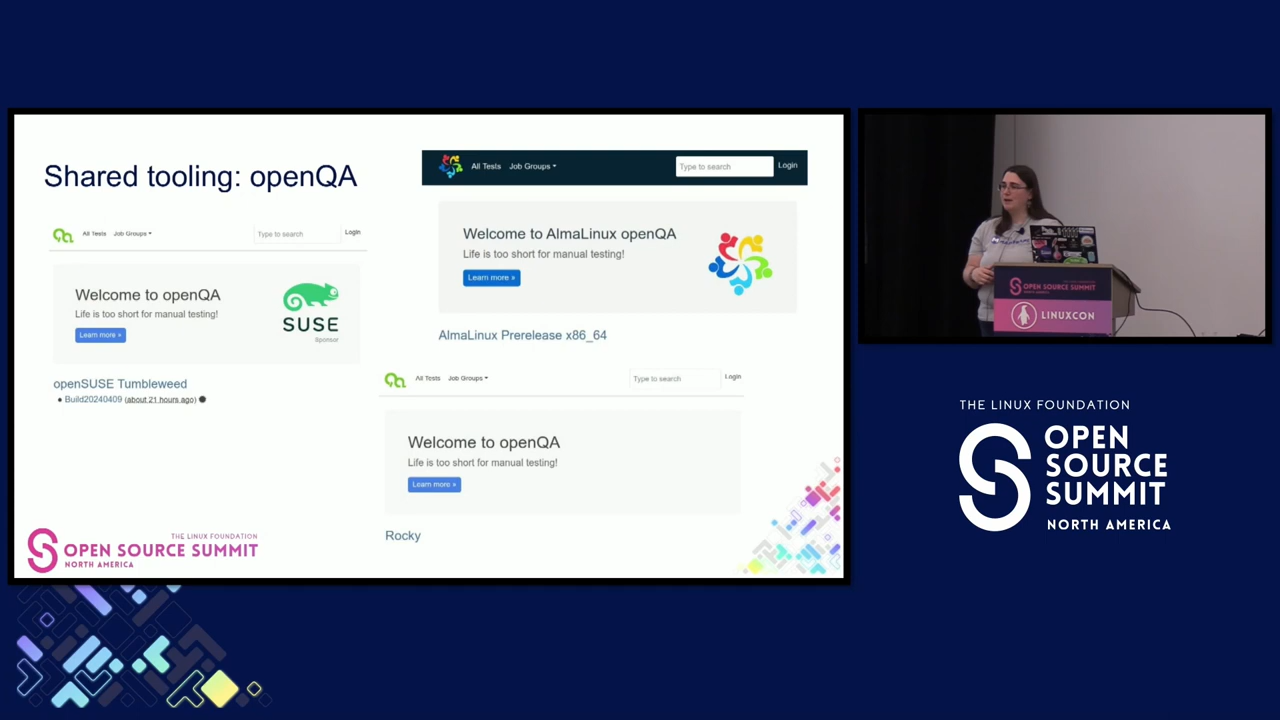 Shared tooling: openQA
All Tests Job Groups Type to search Login
Welcome to openQA
Life is too short for manual testing!
Learn more »
SUSE
Sponsor
openSUSE Tumbleweed
Build20240409 (about 21 hours ago)
All Tests Job Groups Type to search Login
Welcome to AlmaLinux openQA
Life is too short for manual testing!
Learn more »
AlmaLinux Prerelease x86_64
All Tests Job Groups Type to search Login
Welcome to openQA
Life is too short for manual testing!
Learn more »
Rocky
THE LINUX FOUNDATION
OPEN SOURCE SUMMIT
NORTH AMERICA
OPEN SOURCE SUMMIT
LINUXCON
THE LINUX FOUNDATION
OPEN
SOURCE
SUMMIT
NORTH AMERICA